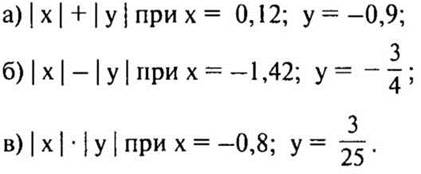 а) | x | + | y | при x = 0,12; y = −0,9;
б) | x | − | y | при x = −1,42; y = − 3/4;
в) | x | · | y | при x = −0,8; y = 3/25.